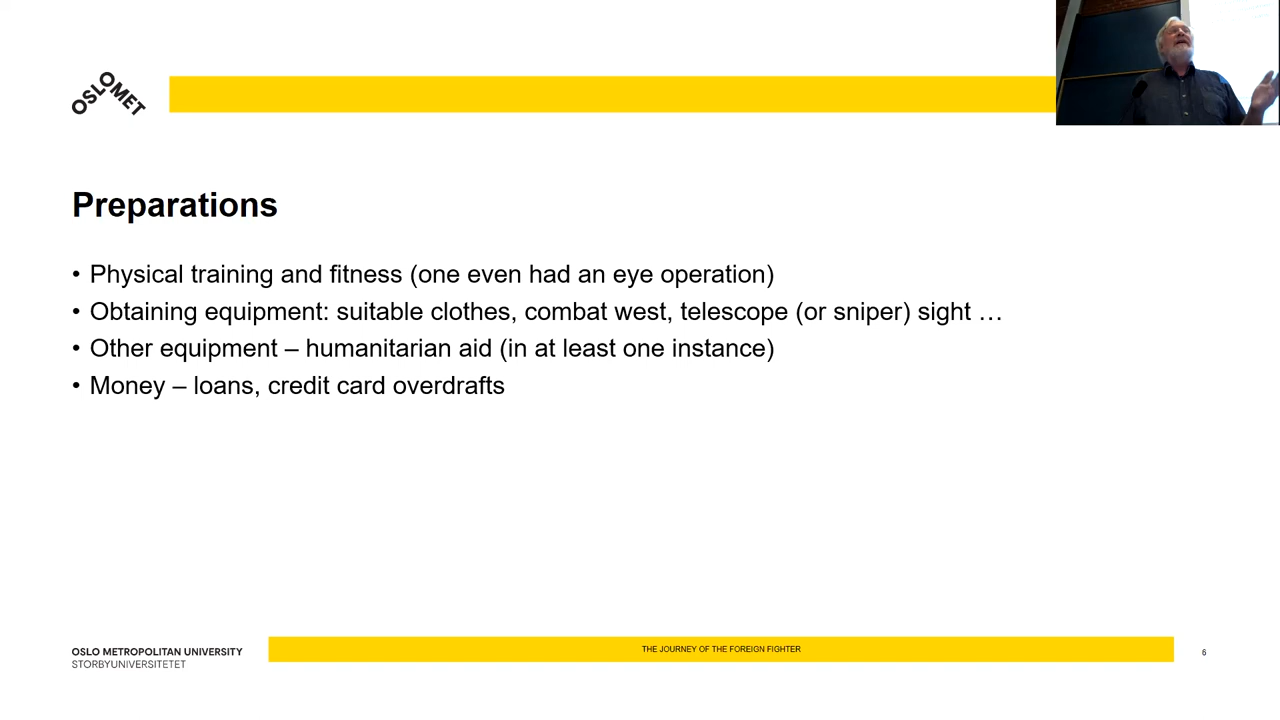 OSLOMET
Preparations
• Physical training and fitness (one even had an eye operation)
• Obtaining equipment: suitable clothes, combat west, telescope (or sniper) sight …
• Other equipment – humanitarian aid (in at least one instance)
• Money – loans, credit card overdrafts
OSLO METROPOLITAN UNIVERSITY
STORBYUNIVERSITETET
THE JOURNEY OF THE FOREIGN FIGHTER
6